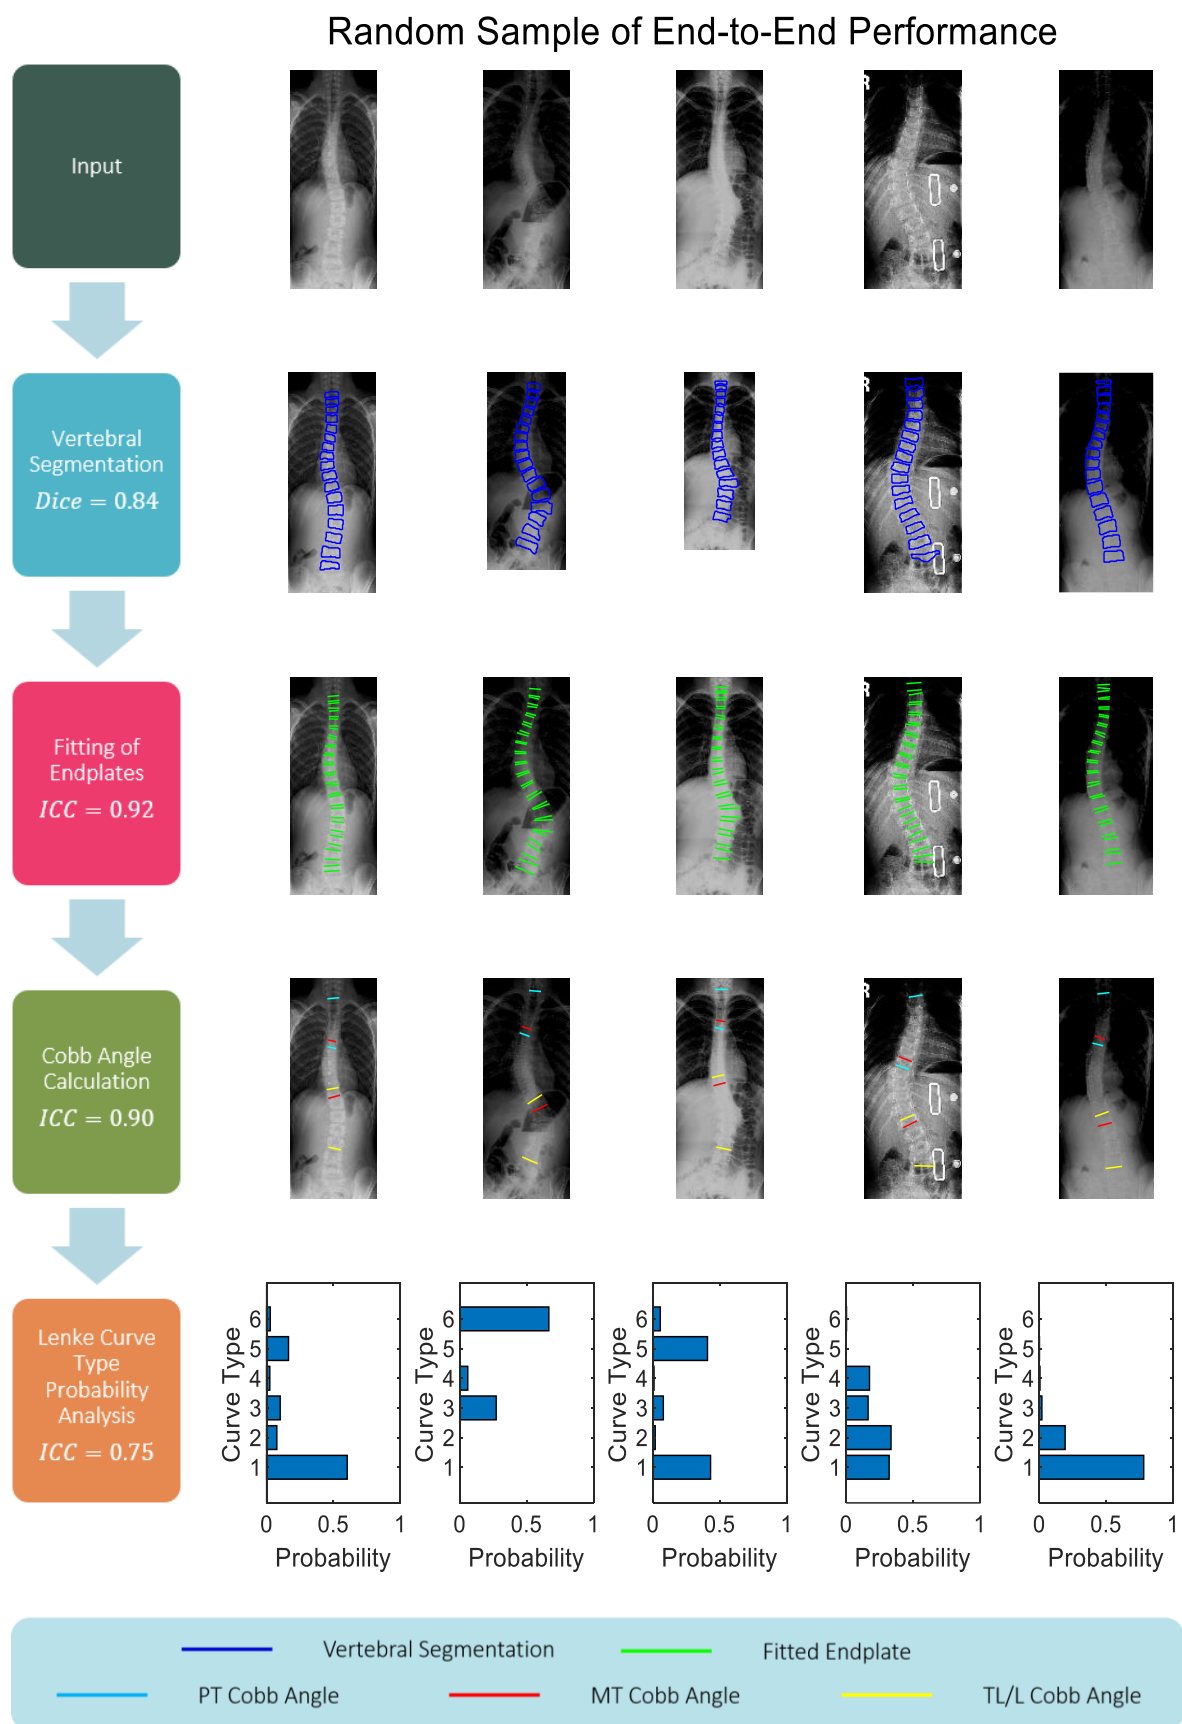 Random Sample of End-to-End Performance
Input
R
Vertebral
Segmentation
Dice = 0.84
R
Fitting of
Endplates
ICC = 0.92
R
Cobb Angle
Calculation
ICC = 0.90
R
Lenke Curve
Type
Probability
Analysis
ICC = 0.75
Curve Type
6
5
4
3
2
1
0 0.5 1
Probability
Curve Type
6
5
4
3
2
1
0 0.5 1
Probability
Curve Type
6
5
4
3
2
1
0 0.5 1
Probability
Curve Type
6
5
4
3
2
1
0 0.5 1
Probability
Curve Type
6
5
4
3
2
1
0 0.5 1
Probability
Vertebral Segmentation Fitted Endplate
PT Cobb Angle MT Cobb Angle TL/L Cobb Angle